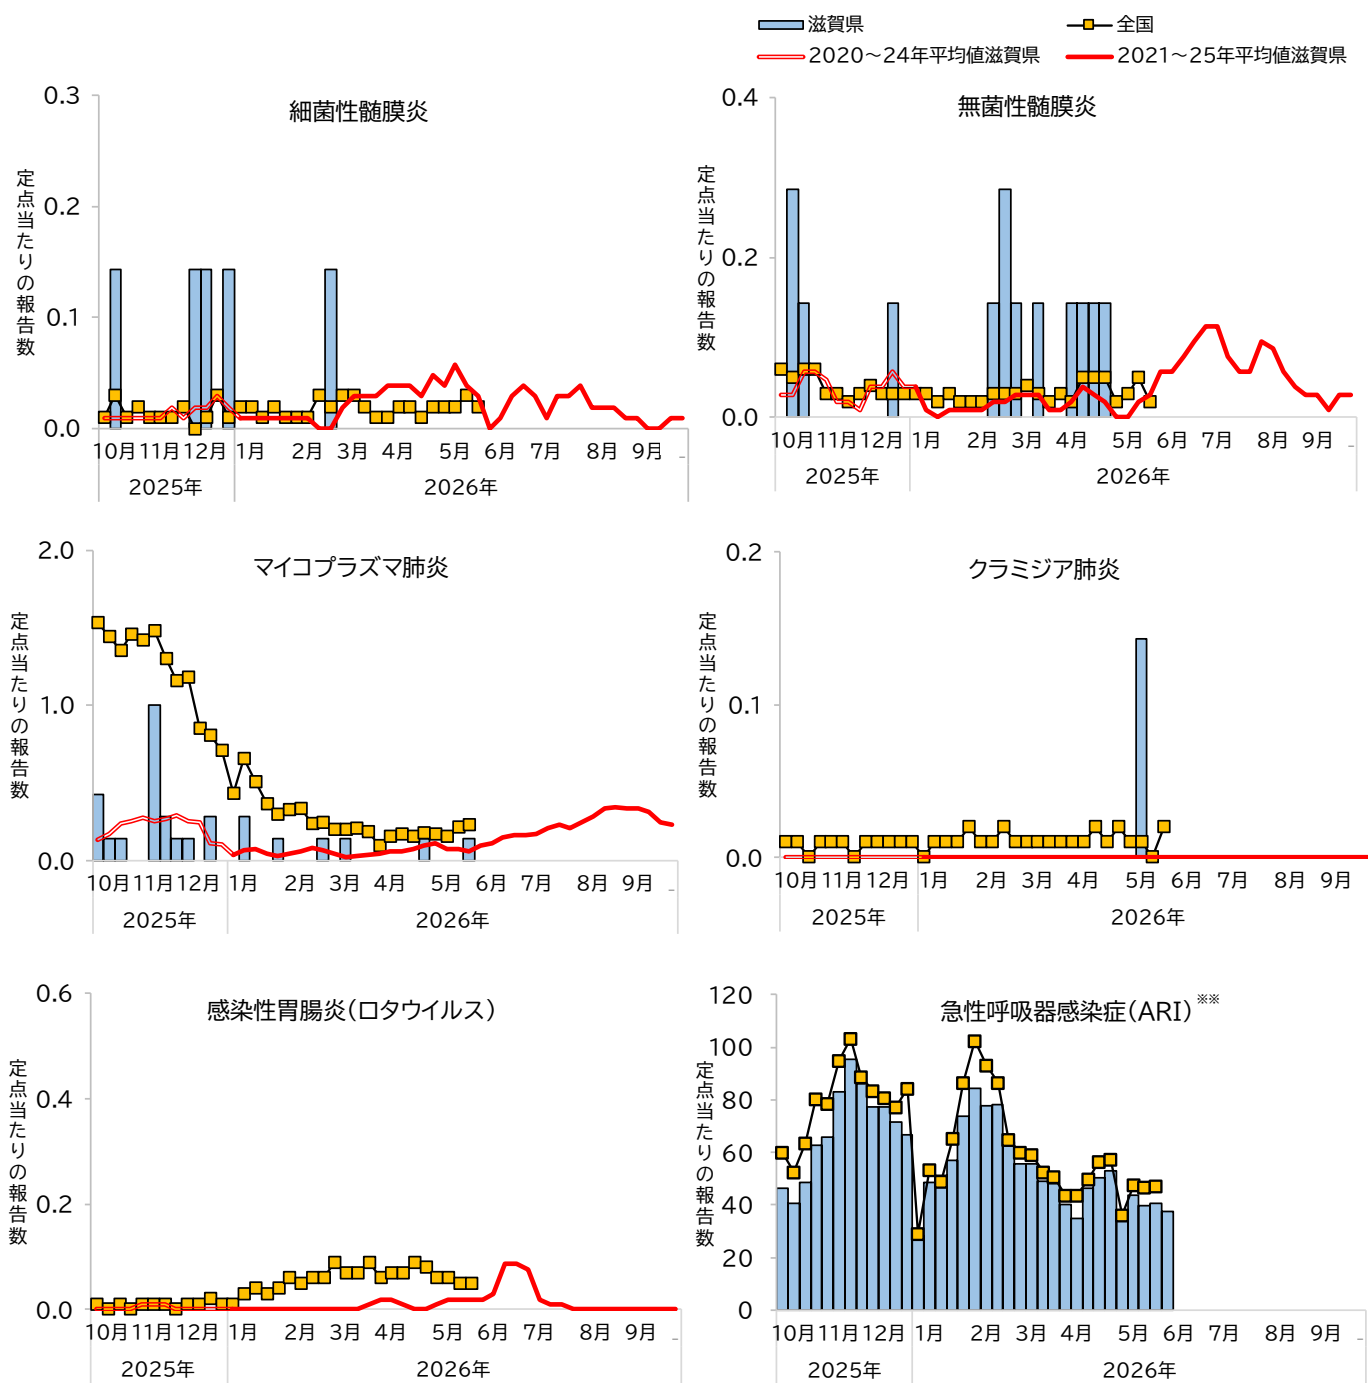 滋賀県
全国
2020～24年平均値滋賀県
2021～25年平均値滋賀県
細菌性髄膜炎
定点当たりの報告数
0.3
0.2
0.1
0.0
10月 11月 12月 1月 2月 3月 4月 5月 6月 7月 8月 9月
2025年 2026年
無菌性髄膜炎
定点当たりの報告数
0.4
0.2
0.0
10月 11月 12月 1月 2月 3月 4月 5月 6月 7月 8月 9月
2025年 2026年
マイコプラズマ肺炎
定点当たりの報告数
2.0
1.0
0.0
10月 11月 12月 1月 2月 3月 4月 5月 6月 7月 8月 9月
2025年 2026年
クラミジア肺炎
定点当たりの報告数
0.2
0.1
0.0
10月 11月 12月 1月 2月 3月 4月 5月 6月 7月 8月 9月
2025年 2026年
感染性胃腸炎（ロタウイルス）
定点当たりの報告数
0.6
0.4
0.2
0.0
10月 11月 12月 1月 2月 3月 4月 5月 6月 7月 8月 9月
2025年 2026年
急性呼吸器感染症（ARI）※※
定点当たりの報告数
120
100
80
60
40
20
0
10月 11月 12月 1月 2月 3月 4月 5月 6月 7月 8月 9月
2025年 2026年